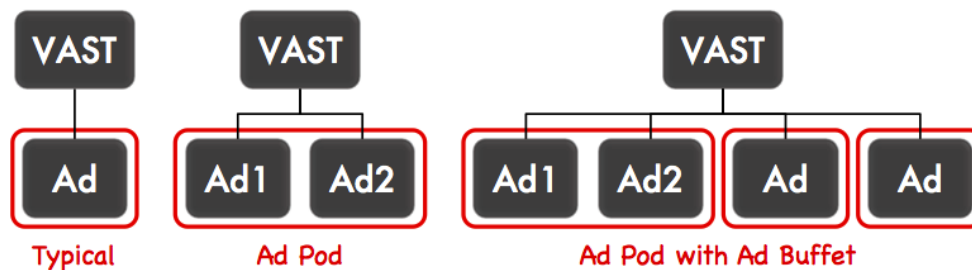 VAST VAST VAST
Ad Ad1 Ad2 Ad1 Ad2 Ad Ad
Typical Ad Pod Ad Pod with Ad Buffet